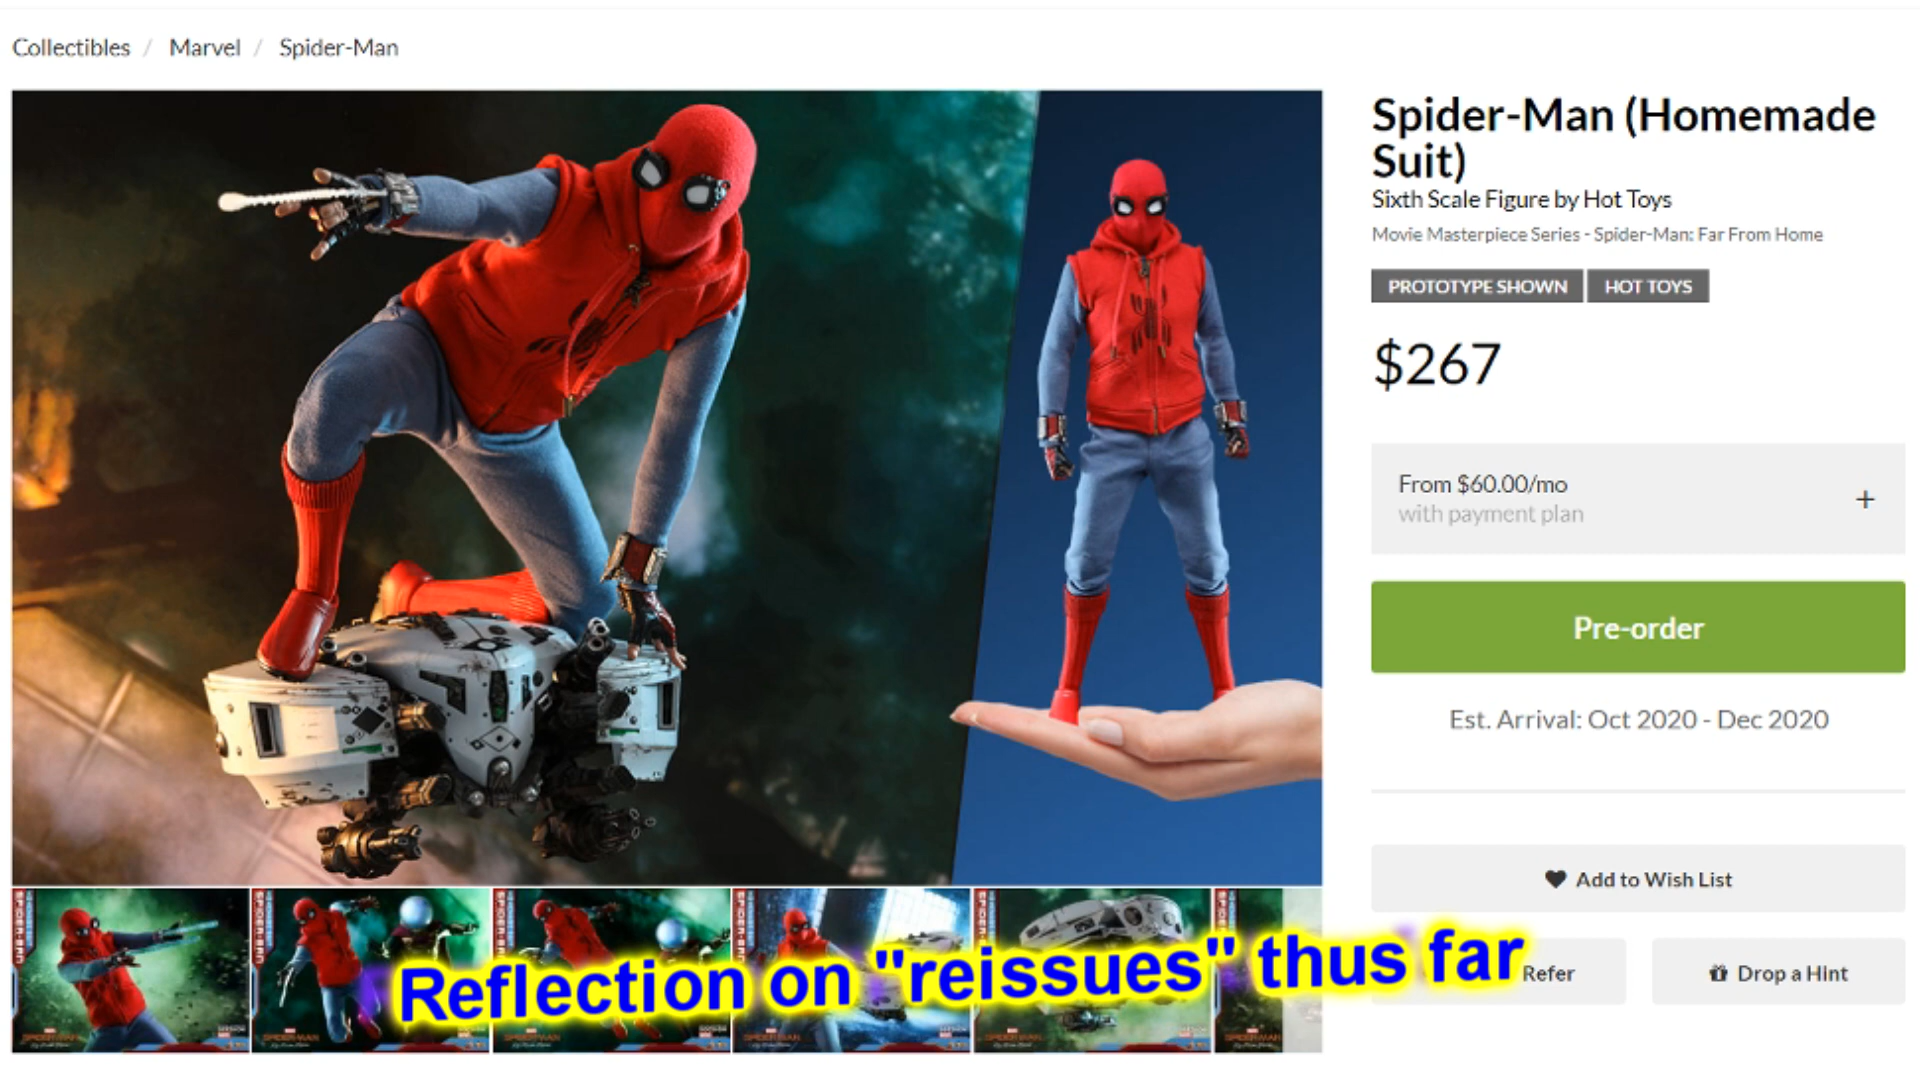 Collectibles / Marvel / Spider-Man
Spider-Man (Homemade
Suit)
Sixth Scale Figure by Hot Toys
Movie Masterpiece Series - Spider-Man: Far From Home
PROTOTYPE SHOWN HOT TOYS
$267
From $60.00/mo
with payment plan
+
Pre-order
Est. Arrival: Oct 2020 - Dec 2020
Add to Wish List
Refer
Drop a Hint
Reflection on "reissues" thus far